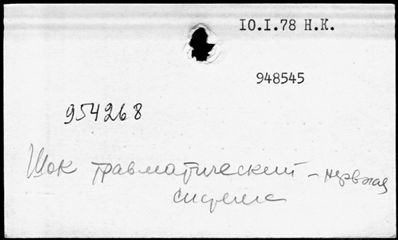 10.I.78 Н.К.
948545
954268
Шок травматический - нервная
система